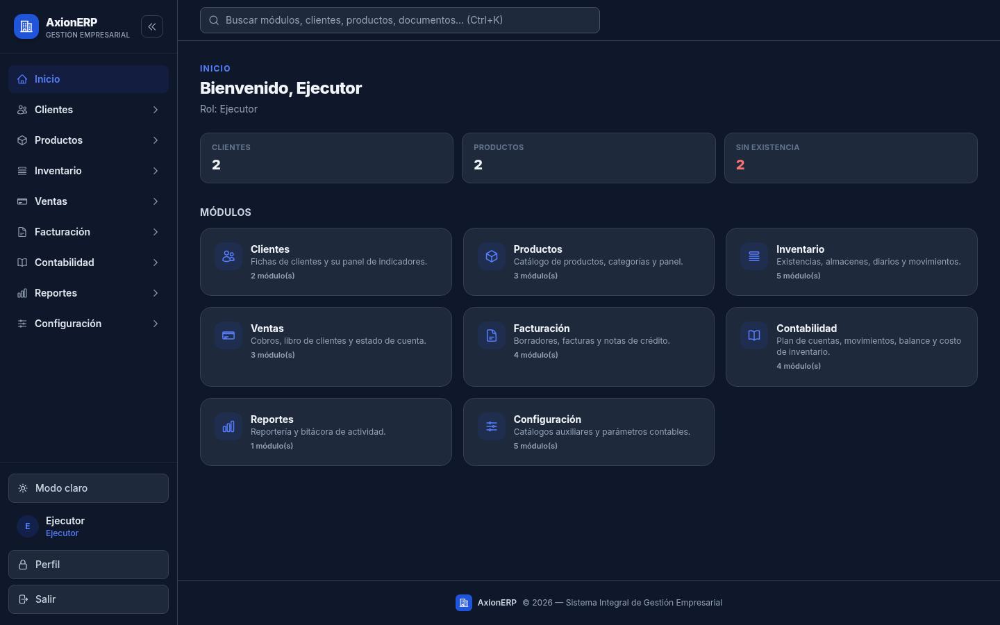 AxionERP
GESTIÓN EMPRESARIAL
Inicio
Clientes
Productos
Inventario
Ventas
Facturación
Contabilidad
Reportes
Configuración
Modo claro
E
Ejecutor
Ejecutor
Perfil
Salir
Buscar módulos, clientes, productos, documentos... (Ctrl+K)
INICIO
Bienvenido, Ejecutor
Rol: Ejecutor
CLIENTES
2
PRODUCTOS
2
SIN EXISTENCIA
2
MÓDULOS
Clientes
Fichas de clientes y su panel de indicadores.
2 módulo(s)
Productos
Catálogo de productos, categorías y panel.
3 módulo(s)
Inventario
Existencias, almacenes, diarios y movimientos.
5 módulo(s)
Ventas
Cobros, libro de clientes y estado de cuenta.
3 módulo(s)
Facturación
Borradores, facturas y notas de crédito.
4 módulo(s)
Contabilidad
Plan de cuentas, movimientos, balance y costo
de inventario.
4 módulo(s)
Reportes
Reportería y bitácora de actividad.
1 módulo(s)
Configuración
Catálogos auxiliares y parámetros contables.
5 módulo(s)
AxionERP © 2026 — Sistema Integral de Gestión Empresarial